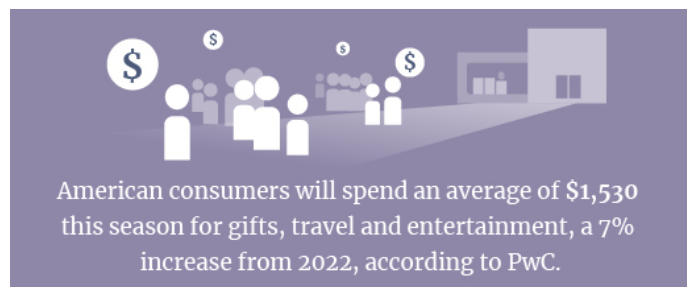 $
$
$
$
American consumers will spend an average of $1,530
this season for gifts, travel and entertainment, a 7%
increase from 2022, according to PwC.